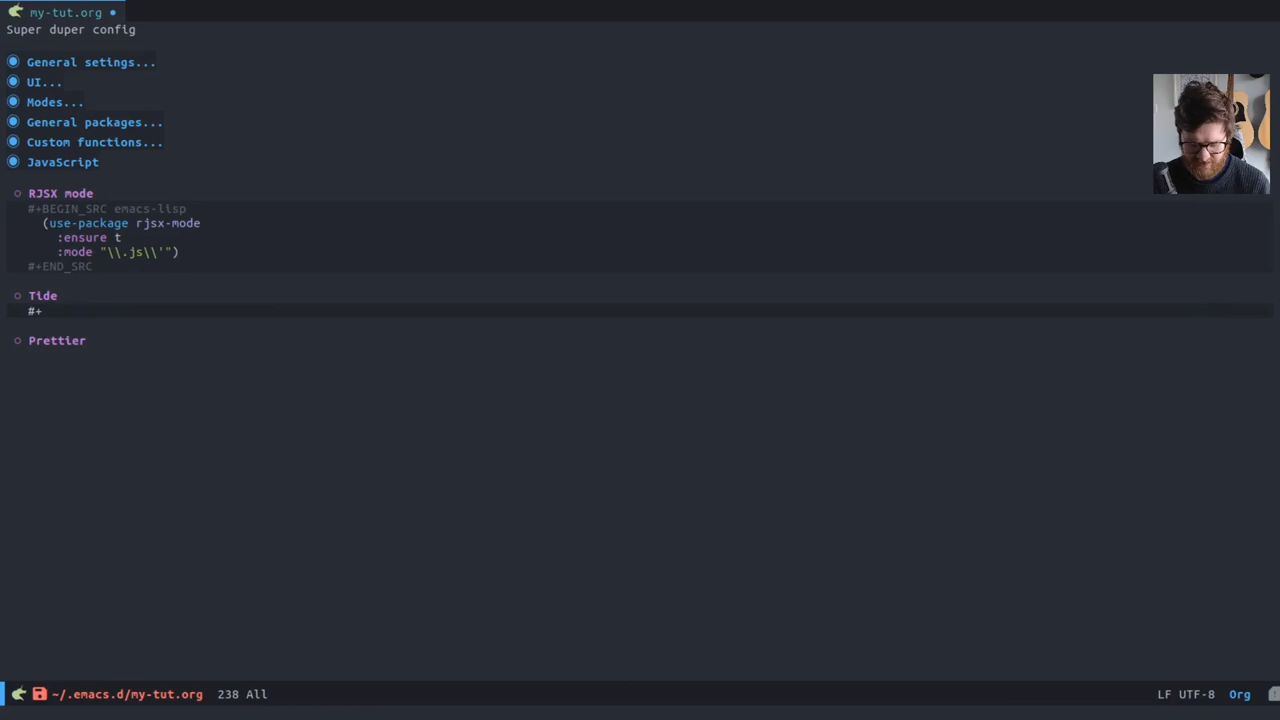 my-tut.org
Super duper config
General setings...
UI...
Modes...
General packages...
Custom functions...
JavaScript
RJSX mode
#+BEGIN_SRC emacs-lisp
(use-package rjsx-mode
:ensure t
:mode "\\.js\\'")
#+END_SRC
Tide
#+
Prettier
~/.emacs.d/my-tut.org 238 All LF UTF-8 Org